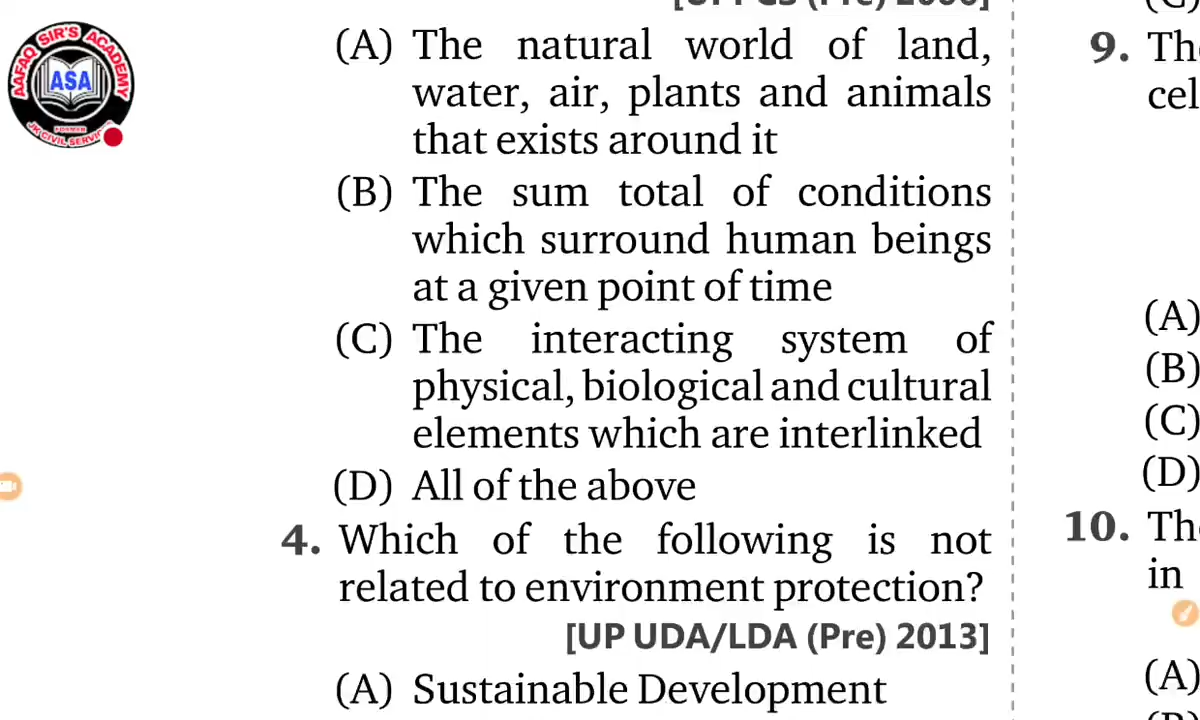 AAFAQ SIR'S ACADEMY
ASA
(A) The natural world of land,
water, air, plants and animals
that exists around it
(B) The sum total of conditions
which surround human beings
at a given point of time
(C) The interacting system of
physical, biological and cultural
elements which are interlinked
(D) All of the above
4. Which of the following is not
related to environment protection?
[UP UDA/LDA (Pre) 2013]
(A) Sustainable Development
9.
cel
(A)
(B)
(C)
(D)
10.
in
(A)